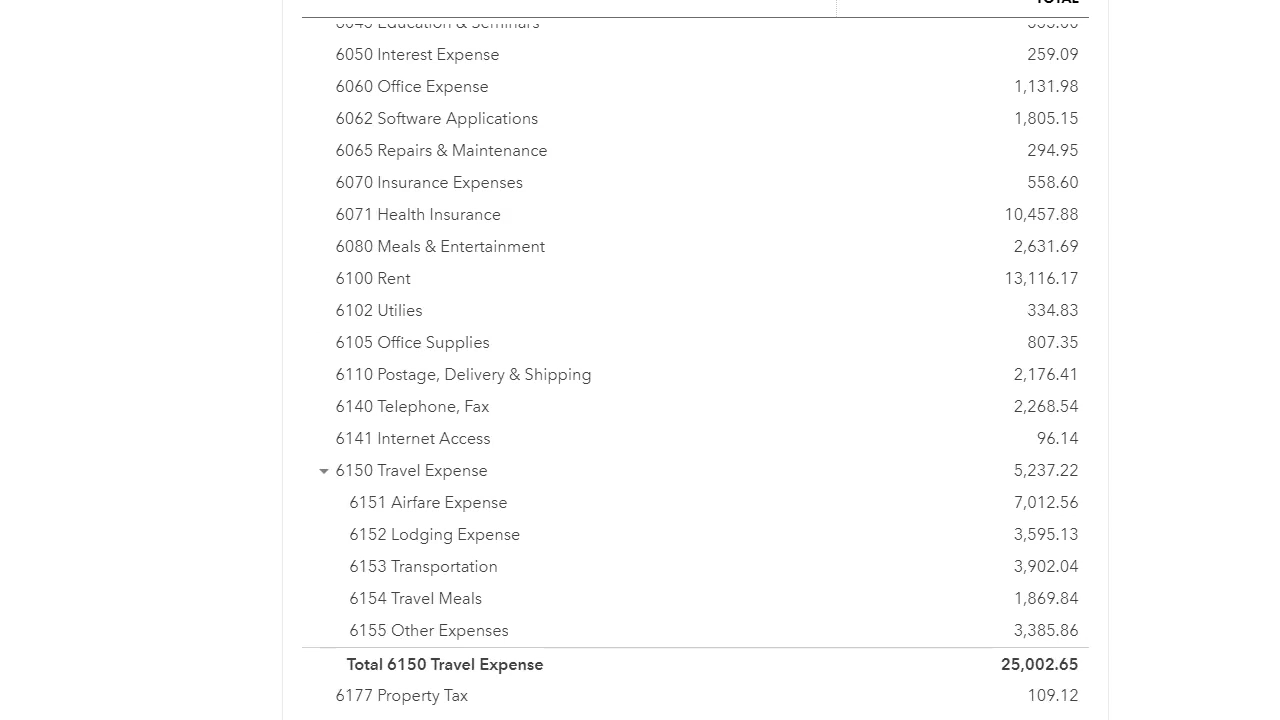 TOTAL
6045 Education & Seminars
6050 Interest Expense 259.09
6060 Office Expense 1,131.98
6062 Software Applications 1,805.15
6065 Repairs & Maintenance 294.95
6070 Insurance Expenses 558.60
6071 Health Insurance 10,457.88
6080 Meals & Entertainment 2,631.69
6100 Rent 13,116.17
6102 Utilies 334.83
6105 Office Supplies 807.35
6110 Postage, Delivery & Shipping 2,176.41
6140 Telephone, Fax 2,268.54
6141 Internet Access 96.14
6150 Travel Expense 5,237.22
6151 Airfare Expense 7,012.56
6152 Lodging Expense 3,595.13
6153 Transportation 3,902.04
6154 Travel Meals 1,869.84
6155 Other Expenses 3,385.86
Total 6150 Travel Expense 25,002.65
6177 Property Tax 109.12